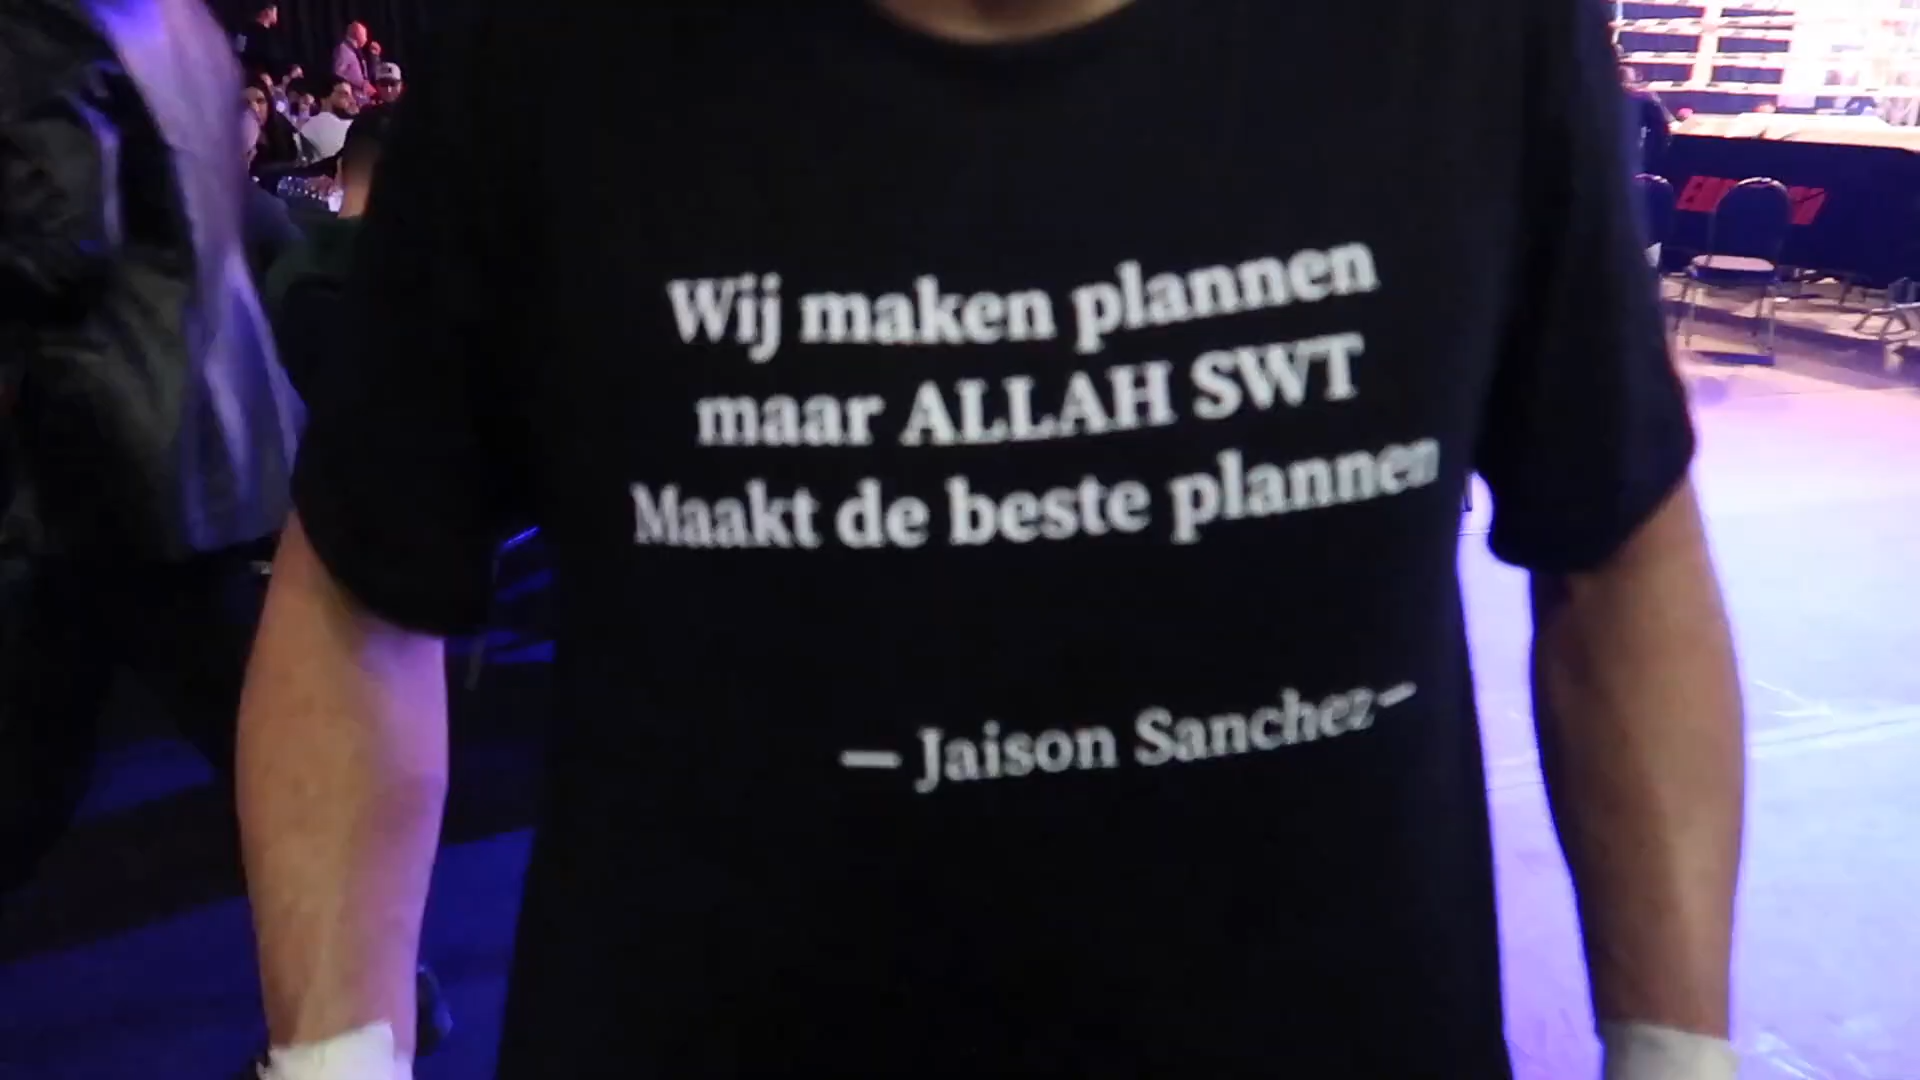 Wij maken plannen
maar ALLAH SWT
Maakt de beste plannen
— Jaison Sanchez—